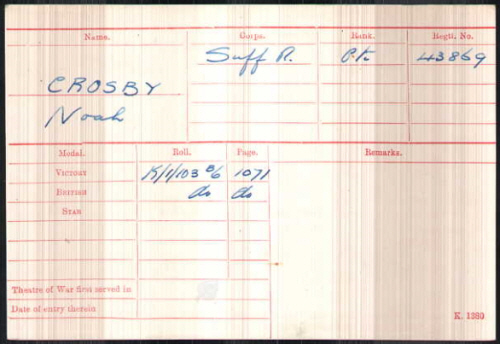 Name. Corps. Rank. Regtl. No.
CROSBY Suff R. Pte 43869
Noah
Medal. Roll. Page. Remarks.
VICTORY K/1/103 B6 1071
BRITISH do do
STAR
Theatre of War first served in
Date of entry therein
K. 1380